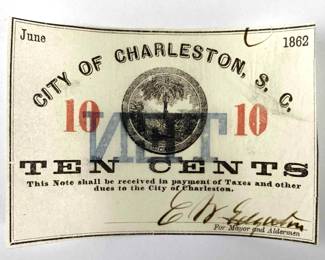 June 1862
CITY OF CHARLESTON, S. C.
10 10
TEN
TEN CENTS
This Note shall be received in payment of Taxes and other
dues to the City of Charleston.
For Mayor and Aldermen